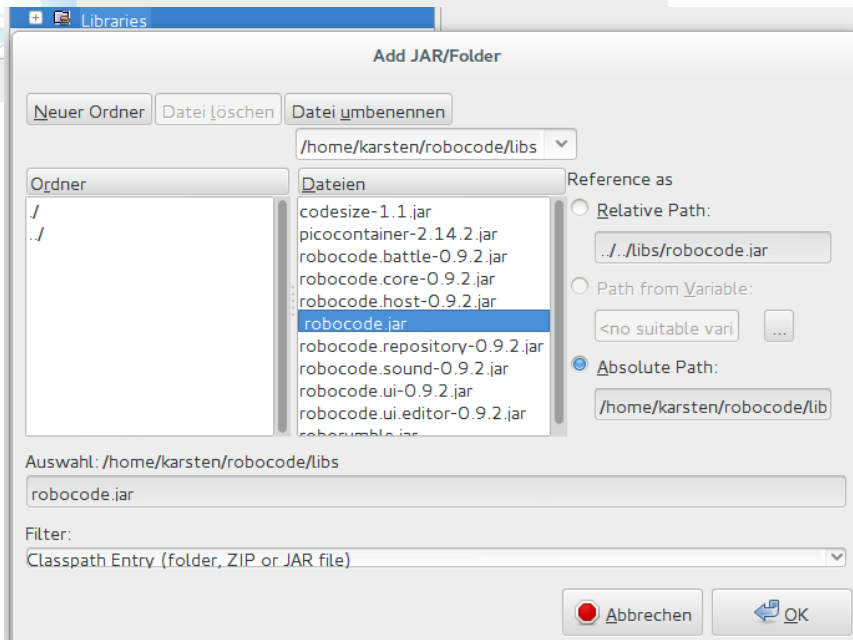 Libraries
Add JAR/Folder
Neuer Ordner
Datei löschen
Datei umbenennen
/home/karsten/robocode/libs
Ordner
./
../
Dateien
codesize-1.1.jar
picocontainer-2.14.2.jar
robocode.battle-0.9.2.jar
robocode.core-0.9.2.jar
robocode.host-0.9.2.jar
robocode.jar
robocode.repository-0.9.2.jar
robocode.sound-0.9.2.jar
robocode.ui-0.9.2.jar
robocode.ui.editor-0.9.2.jar
roborumble.jar
Reference as
Relative Path:
../../libs/robocode.jar
Path from Variable:
<no suitable vari
...
Absolute Path:
/home/karsten/robocode/lib
Auswahl: /home/karsten/robocode/libs
robocode.jar
Filter:
Classpath Entry (folder, ZIP or JAR file)
Abbrechen
OK